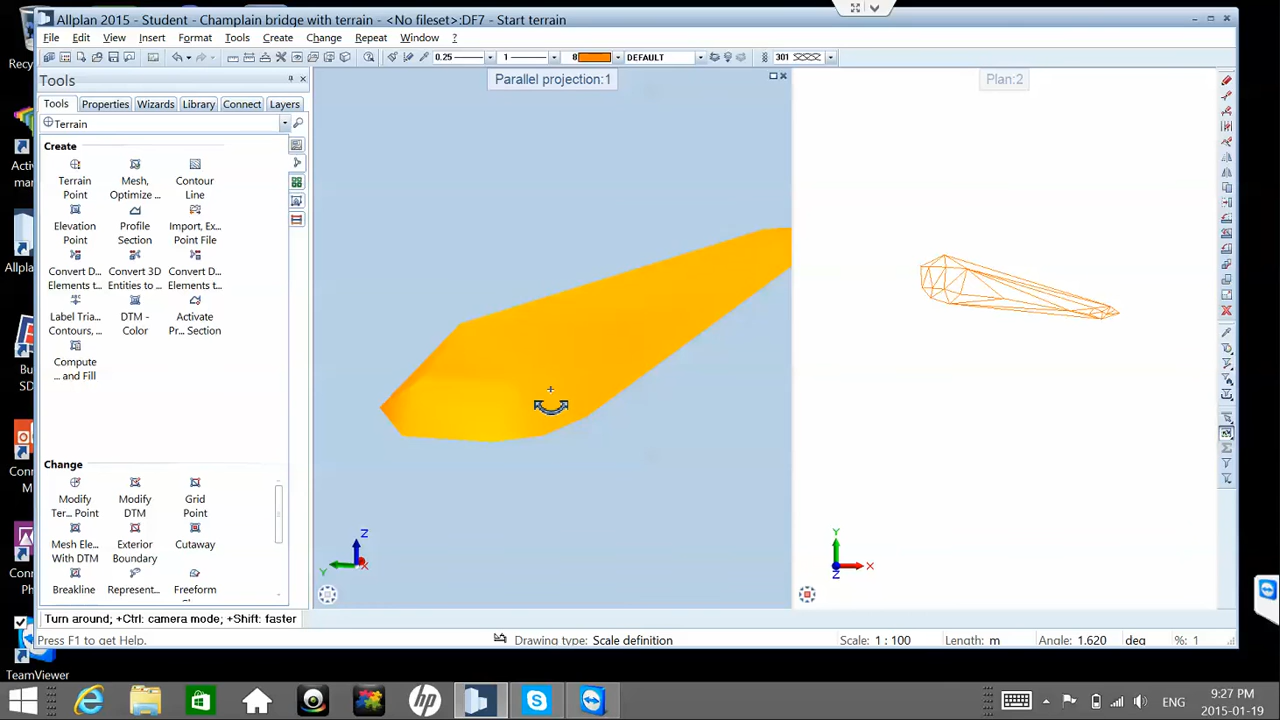 Allplan 2015 - Student - Champlain bridge with terrain - <No fileset>:DF7 - Start terrain
File Edit View Insert Format Tools Create Change Repeat Window ?
0.25 1 8 DEFAULT 301
Tools
Tools Properties Wizards Library Connect Layers
Terrain
Create
Terrain Point
Mesh, Optimize ...
Contour Line
Elevation Point
Profile Section
Import, Ex... Point File
Convert D... Elements t...
Convert 3D Entities to ...
Convert D... Elements t...
Label Tria... Contours, ...
DTM - Color
Activate Pr... Section
Compute ... and Fill
Change
Modify Ter... Point
Modify DTM
Grid Point
Mesh Ele... With DTM
Exterior Boundary
Cutaway
Breakline
Represent...
Freeform
Parallel projection:1
Plan:2
Z
Y
X
Y
X
Z
Turn around; +Ctrl: camera mode; +Shift: faster
Press F1 to get Help.
Drawing type: Scale definition
Scale: 1 : 100
Length: m
Angle: 1.620 deg
%: 1
TeamViewer
hp
ENG
9:27 PM
2015-01-19